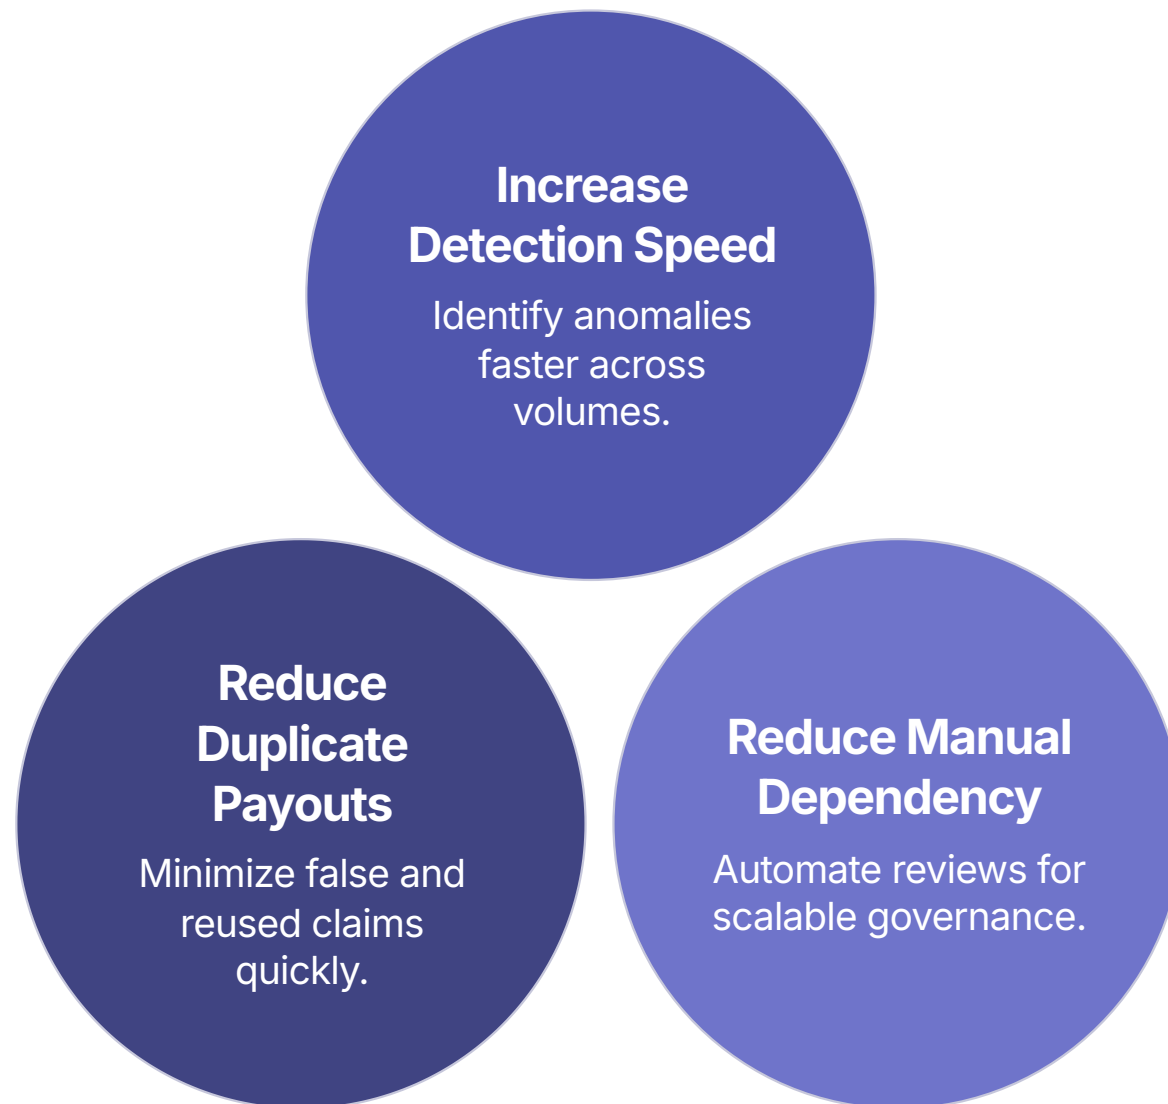 Increase
Detection Speed
Identify anomalies
faster across
volumes.
Reduce
Duplicate
Payouts
Minimize false and
reused claims
quickly.
Reduce Manual
Dependency
Automate reviews for
scalable governance.